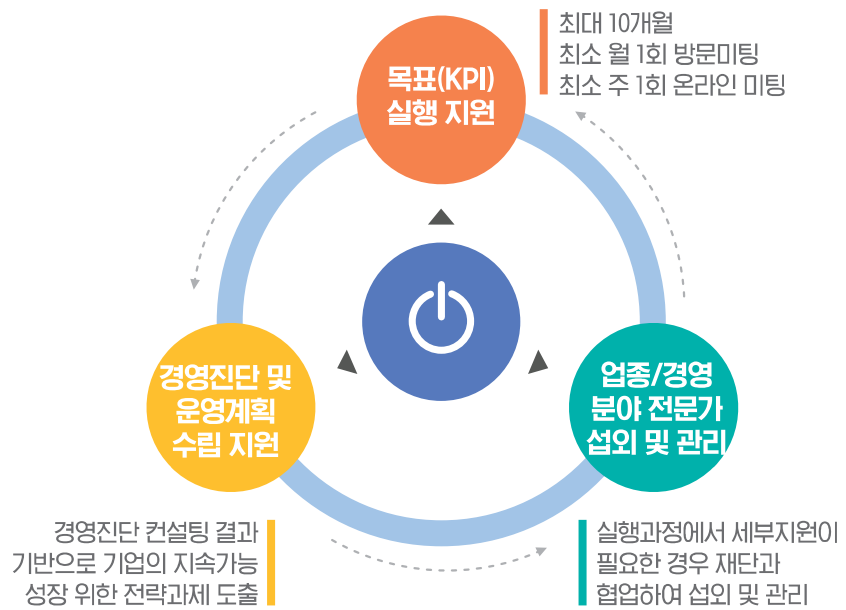 최대 10개월
최소 월 1회 방문미팅
최소 주 1회 온라인 미팅
목표(KPI)
실행 지원
경영진단 및
운영계획
수립 지원
업종/경영
분야 전문가
섭외 및 관리
경영진단 컨설팅 결과
기반으로 기업의 지속가능
성장 위한 전략과제 도출
실행과정에서 세부지원이
필요한 경우 재단과
협업하여 섭외 및 관리